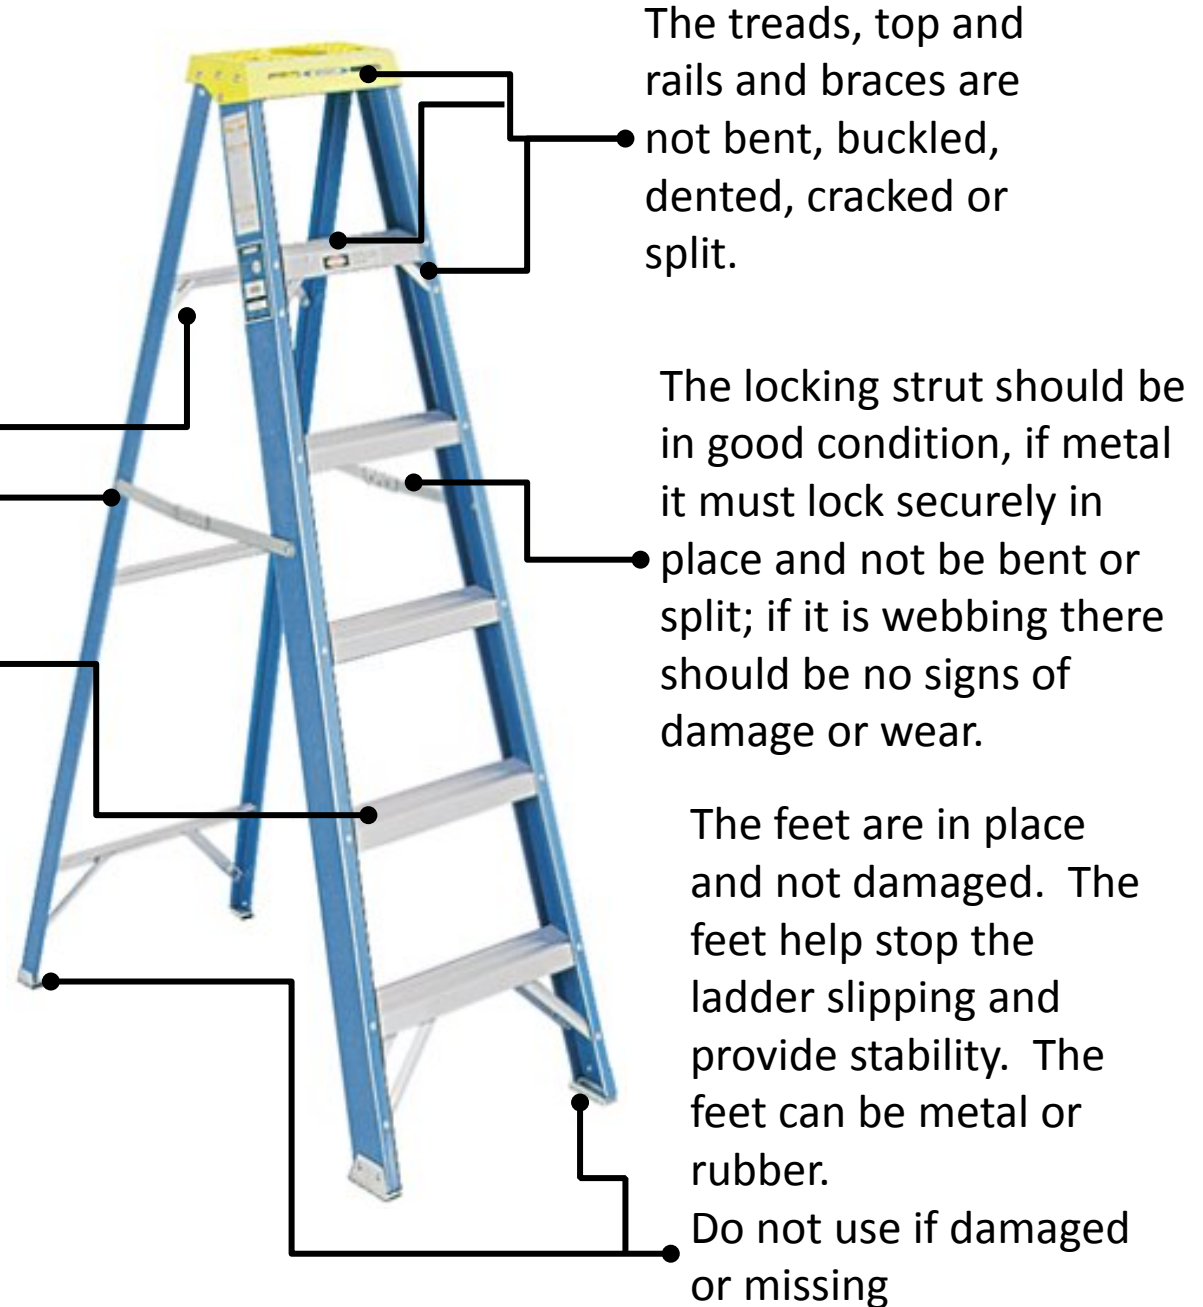 The treads, top and
rails and braces are
not bent, buckled,
dented, cracked or
split.
The locking strut should be
in good condition, if metal
it must lock securely in
place and not be bent or
split; if it is webbing there
should be no signs of
damage or wear.
The feet are in place
and not damaged.  The
feet help stop the
ladder slipping and
provide stability.  The
feet can be metal or
rubber.
Do not use if damaged
or missing